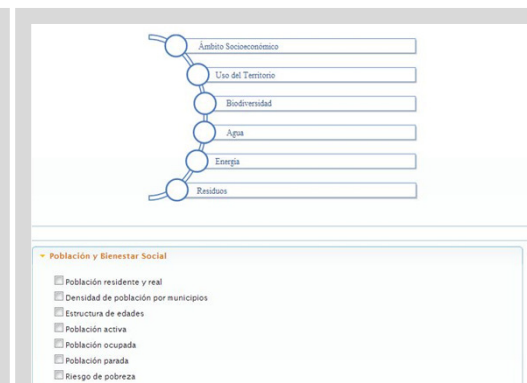 Ámbito Socioeconómico
Uso del Territorio
Biodiversidad
Agua
Energía
Residuos
Población y Bienestar Social
Población residente y real
Densidad de población por municipios
Estructura de edades
Población activa
Población ocupada
Población parada
Riesgo de pobreza